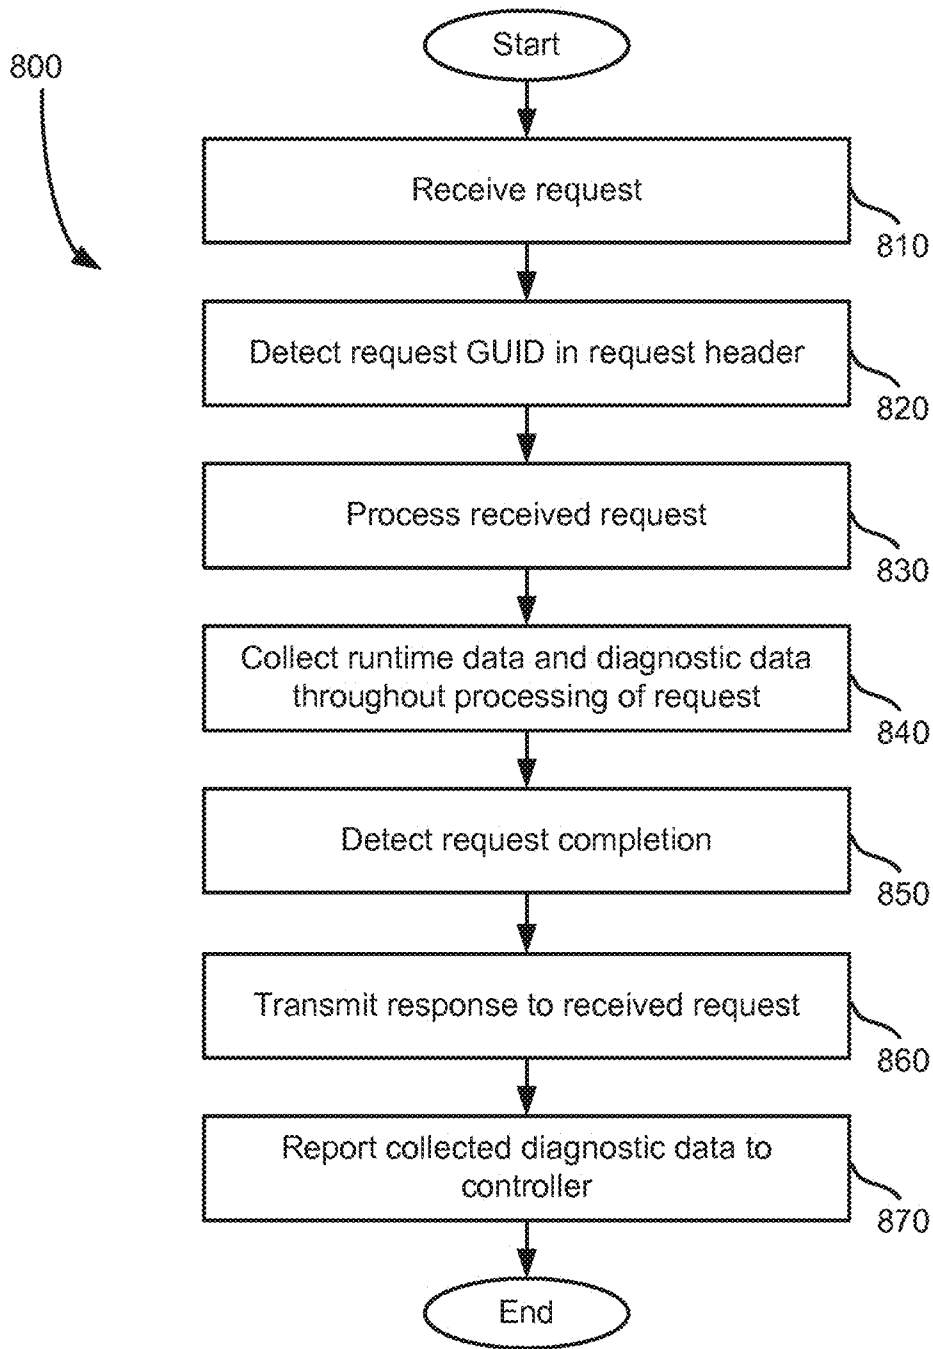 Start
800
Receive request
810
Detect request GUID in request header
820
Process received request
830
Collect runtime data and diagnostic data
throughout processing of request
840
Detect request completion
850
Transmit response to received request
860
Report collected diagnostic data to
controller
870
End